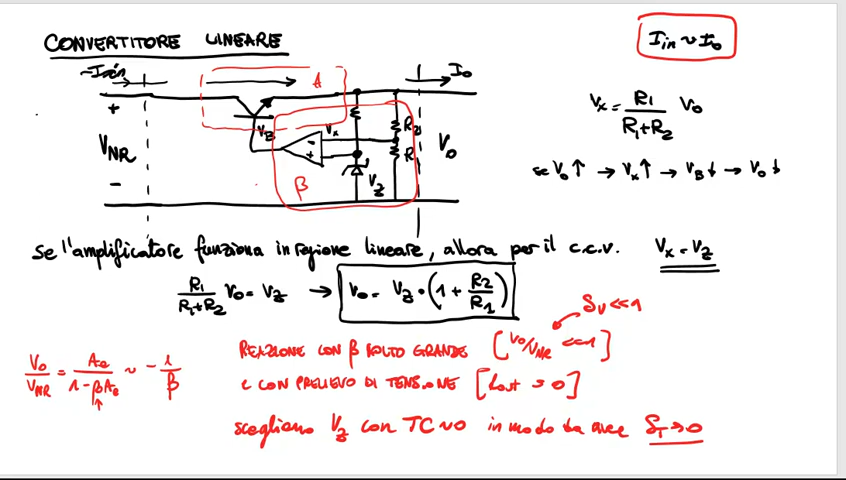 CONVERTITORE LINEARE
Iin ~ Io
Io
A
+
VB
Vx
R2
VNR
-
+
R1
Vo
-
β
Vz
Vx = R1/(R1+R2) Vo
se Vo↑ → Vx↑ → VB↓ → Vo↓
se l'amplificatore funziona in regione lineare, allora per il c.c.v. Vx = Vz
R1/(R1+R2) Vo = Vz → Vo = Vz • (1 + R2/R1)
Sv <<1
REAZIONE CON β MOLTO GRANDE [Vo/VNR <<1]
Vo/VNR = Ae/(1-βAe) ~ -1/β
E CON PRELIEVO DI TENSIONE [Rout → 0]
scegliamo Vz con TC ~ 0 in modo da avere ST → 0